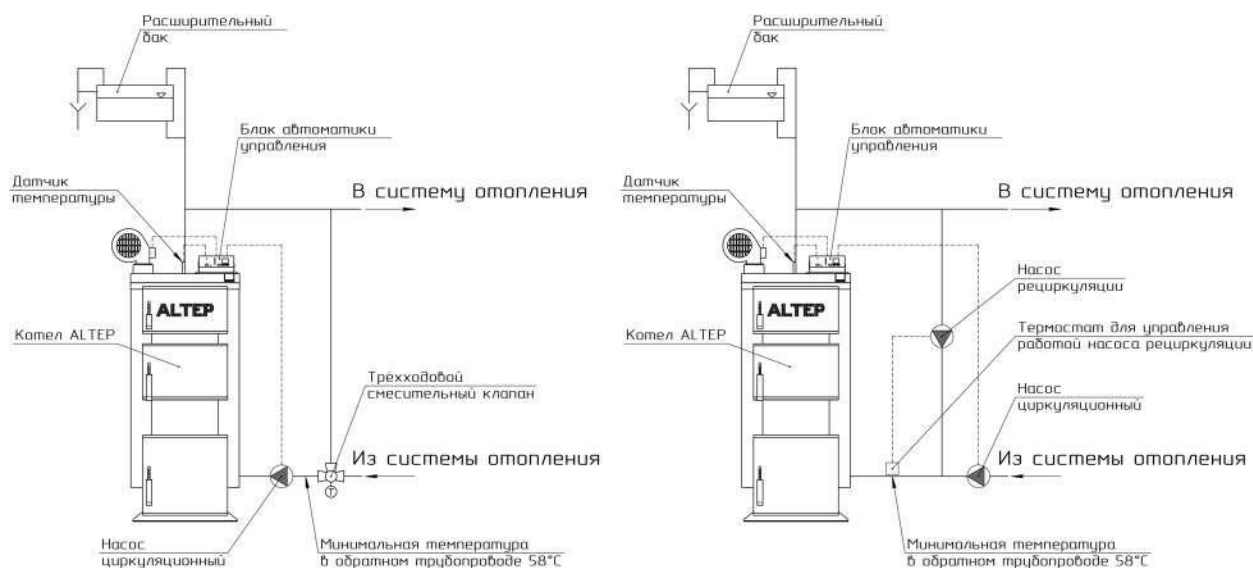 Расширительный
бак
Блок автоматики
управления
Датчик
температуры
В систему отопления
ALTEP
Котел ALTEP
Трёхходовой
смесительный клапан
Из системы отопления
T
Насос
циркуляционный
Минимальная температура
в обратном трубопроводе 58°C
Расширительный
бак
Блок автоматики
управления
Датчик
температуры
В систему отопления
Насос
рециркуляции
ALTEP
Термостат для управления
работой насоса рециркуляции
Котел ALTEP
Насос
циркуляционный
Из системы отопления
Минимальная температура
в обратном трубопроводе 58°C